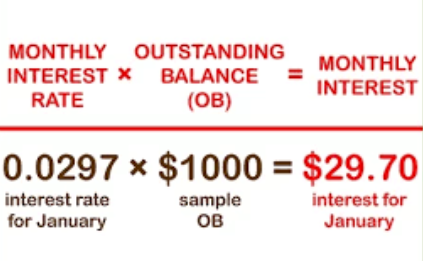 MONTHLY INTEREST RATE × OUTSTANDING BALANCE (OB) = MONTHLY INTEREST
0.0297 × $1000 = $29.70
interest rate for January
sample OB
interest for January